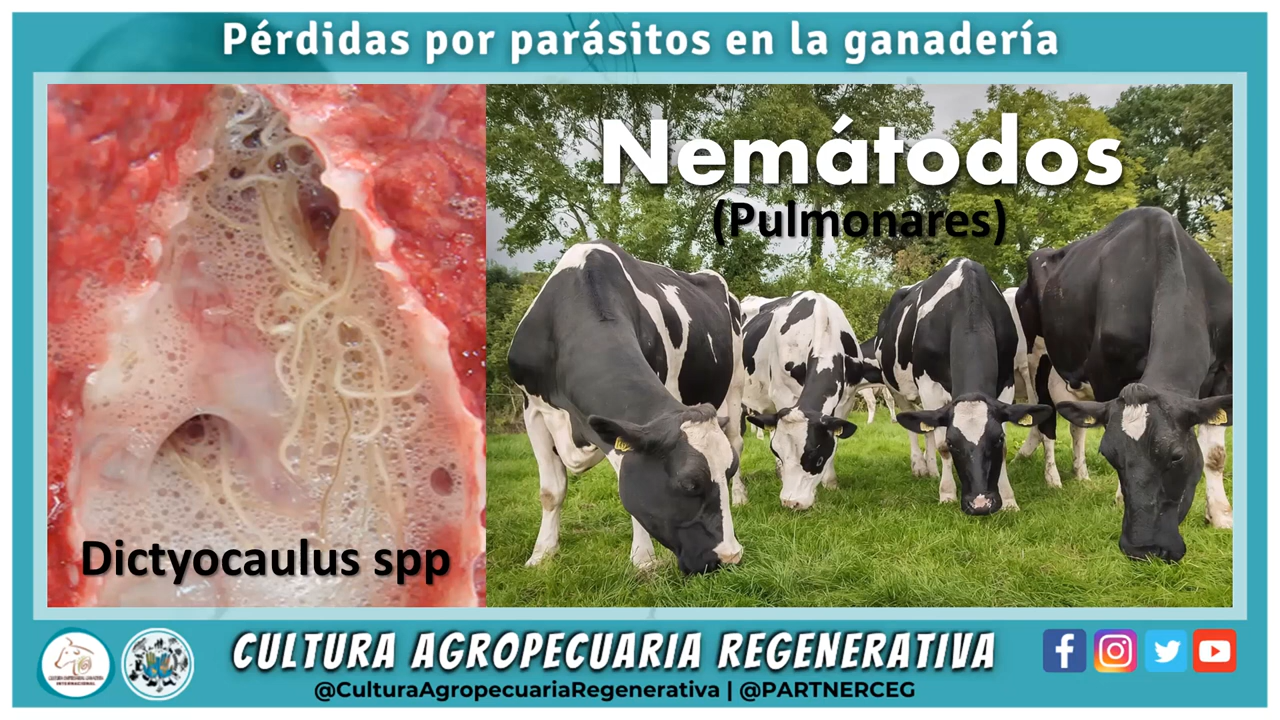 Pérdidas por parásitos en la ganadería
Nemátodos
(Pulmonares)
Dictyocaulus spp
CULTURA AGROPECUARIA REGENERATIVA
@CulturaAgropecuariaRegenerativa | @PARTNERCEG